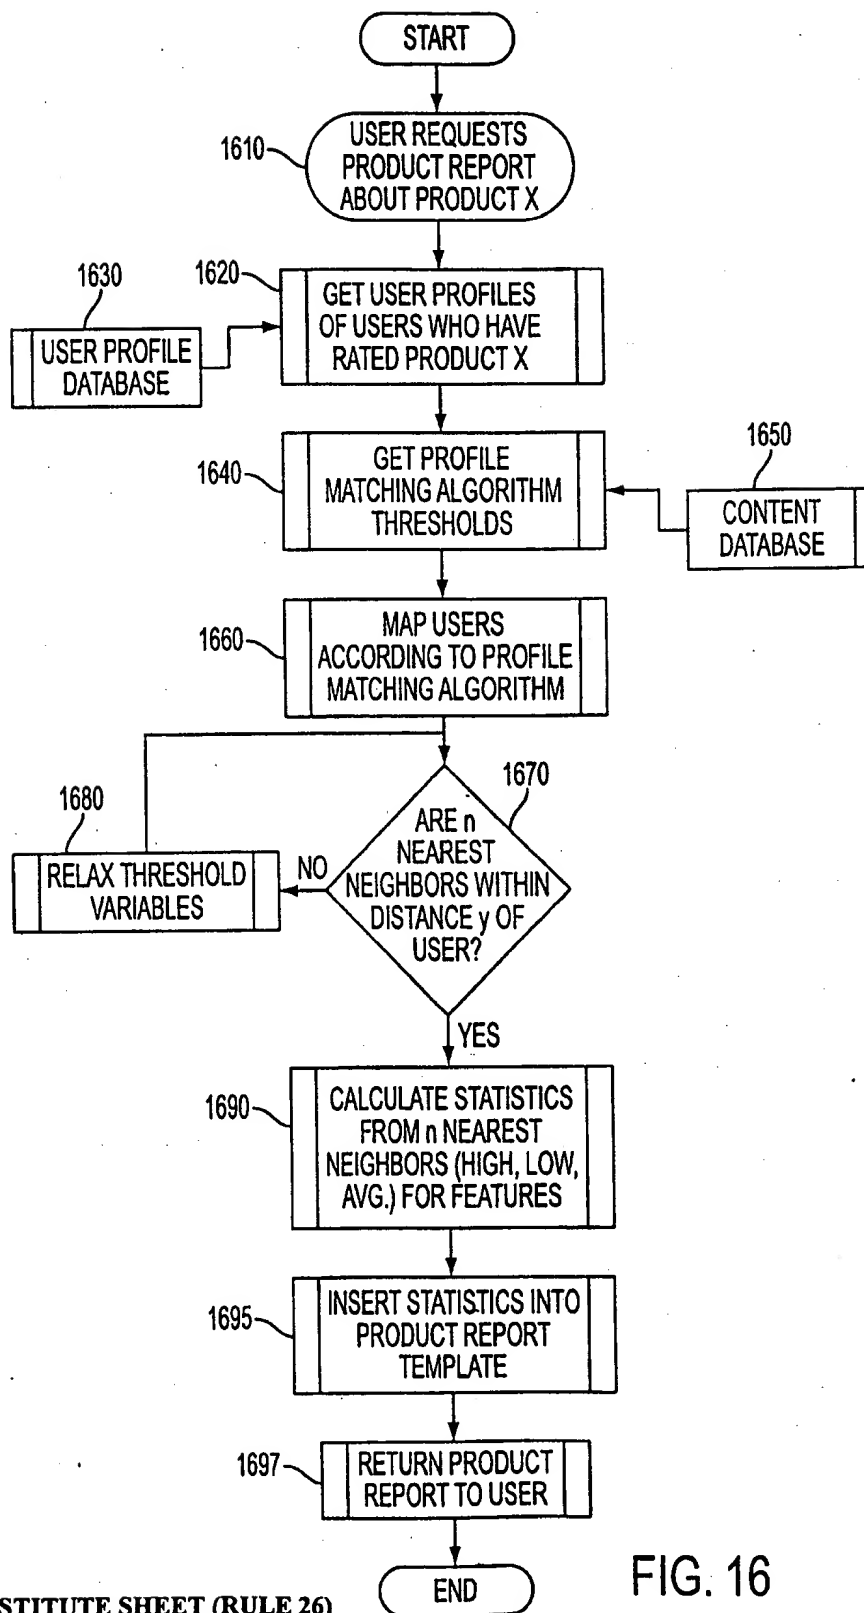 START
1610
USER REQUESTS
PRODUCT REPORT
ABOUT PRODUCT X
1630
1620
GET USER PROFILES
OF USERS WHO HAVE
RATED PRODUCT X
USER PROFILE
DATABASE
1640
GET PROFILE
MATCHING ALGORITHM
THRESHOLDS
1650
CONTENT
DATABASE
1660
MAP USERS
ACCORDING TO PROFILE
MATCHING ALGORITHM
1670
ARE n
NEAREST
NEIGHBORS WITHIN
DISTANCE y OF
USER?
1680
RELAX THRESHOLD
VARIABLES
NO
YES
1690
CALCULATE STATISTICS
FROM n NEAREST
NEIGHBORS (HIGH, LOW,
AVG.) FOR FEATURES
1695
INSERT STATISTICS INTO
PRODUCT REPORT
TEMPLATE
1697
RETURN PRODUCT
REPORT TO USER
END
FIG. 16
STITUTE SHEET (RULE 26)